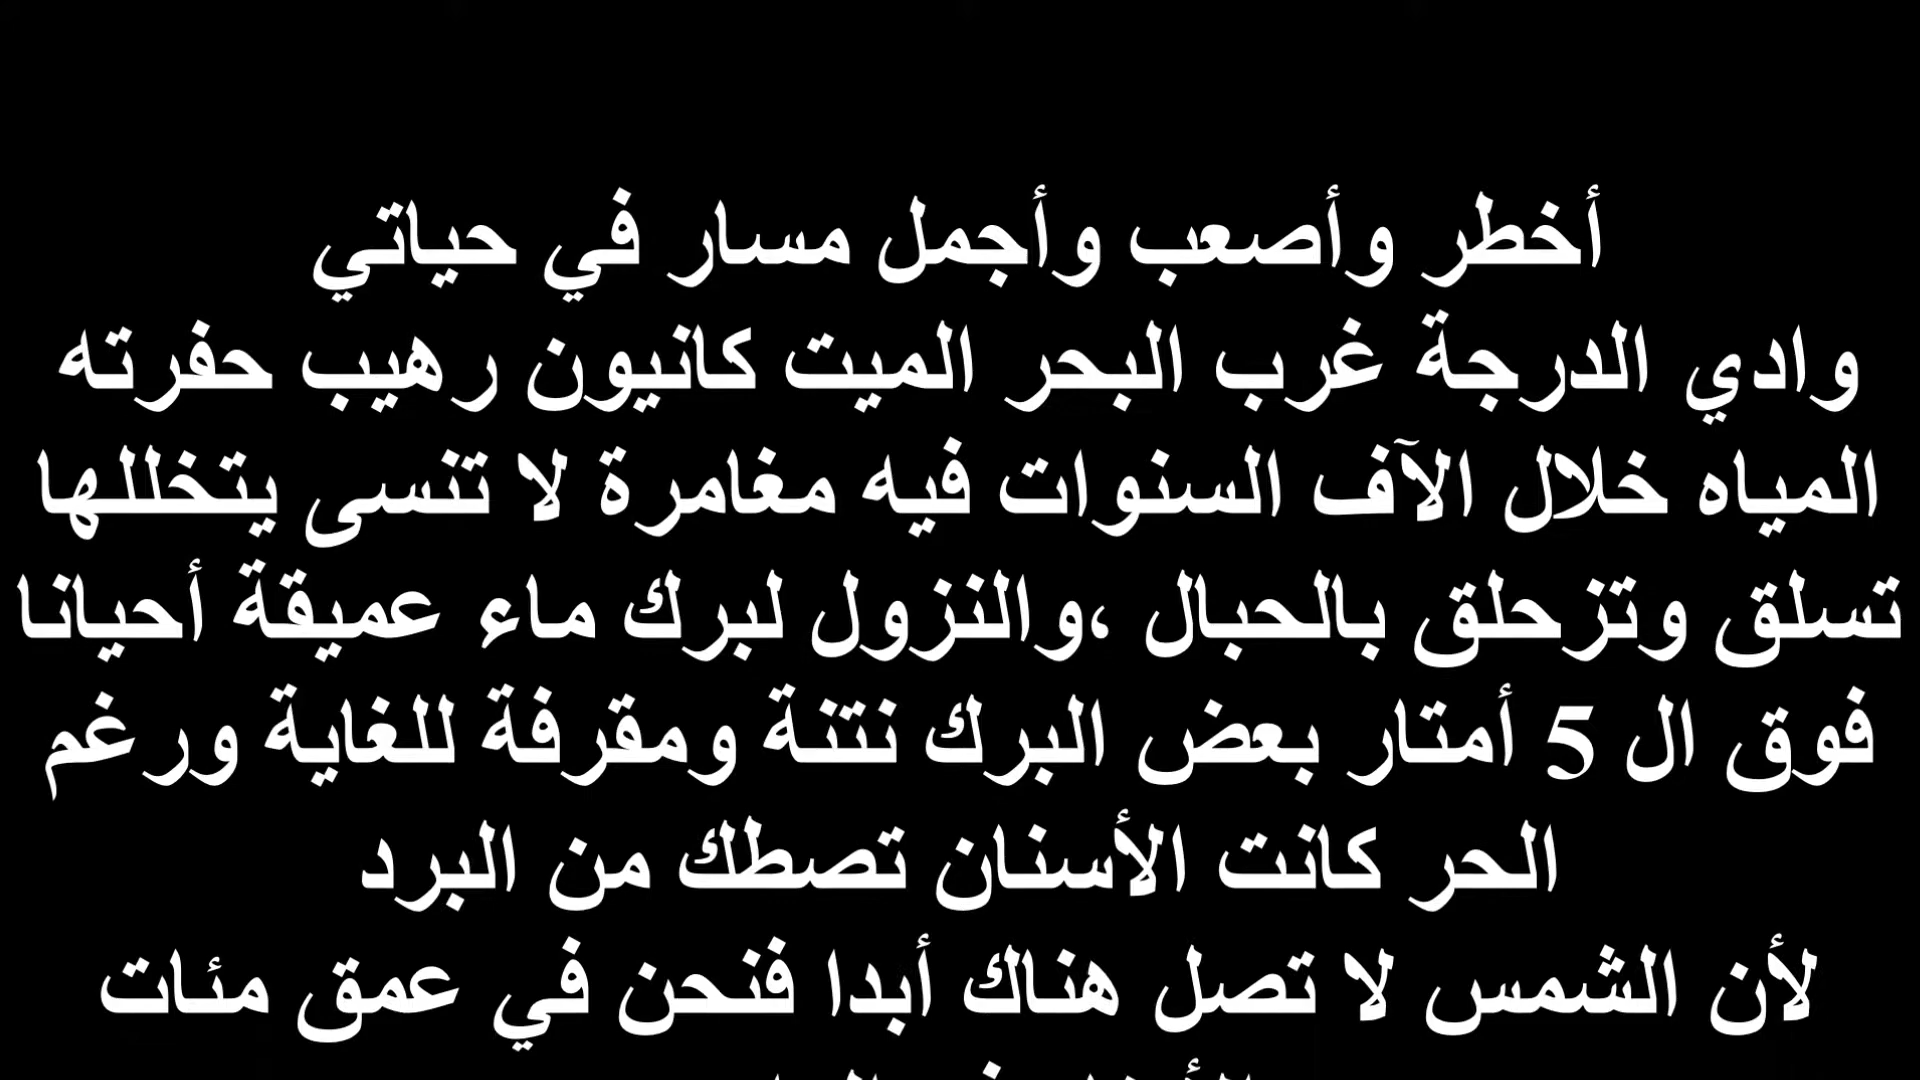 أخطر وأصعب وأجمل مسار في حياتي
وادي الدرجة غرب البحر الميت كانيون رهيب حفرته
المياه خلال الآف السنوات فيه مغامرة لا تنسى يتخللها
تسلق وتزحلق بالحبال ،والنزول لبرك ماء عميقة أحيانا
فوق ال 5 أمتار بعض البرك نتنة ومقرفة للغاية ورغم
الحر كانت الأسنان تصطك من البرد
لأن الشمس لا تصل هناك أبدا فنحن في عمق مئات